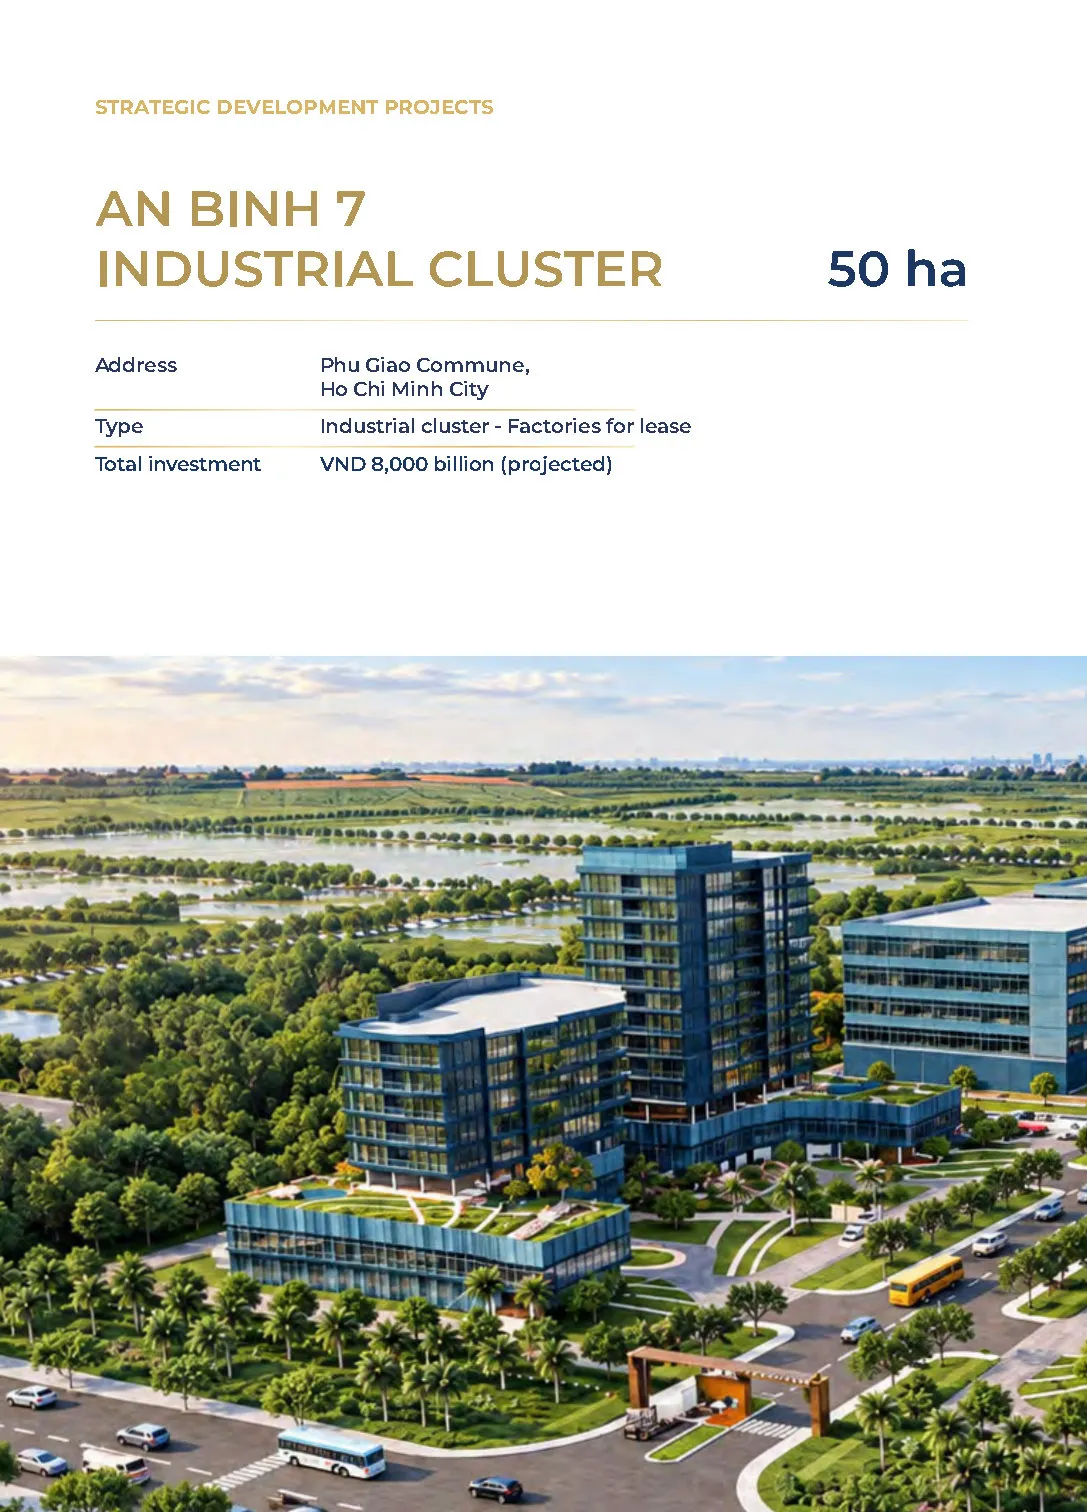 STRATEGIC DEVELOPMENT PROJECTS
AN BINH 7
INDUSTRIAL CLUSTER
50 ha
Address
Phu Giao Commune,
Ho Chi Minh City
Type
Industrial cluster - Factories for lease
Total investment
VND 8,000 billion (projected)